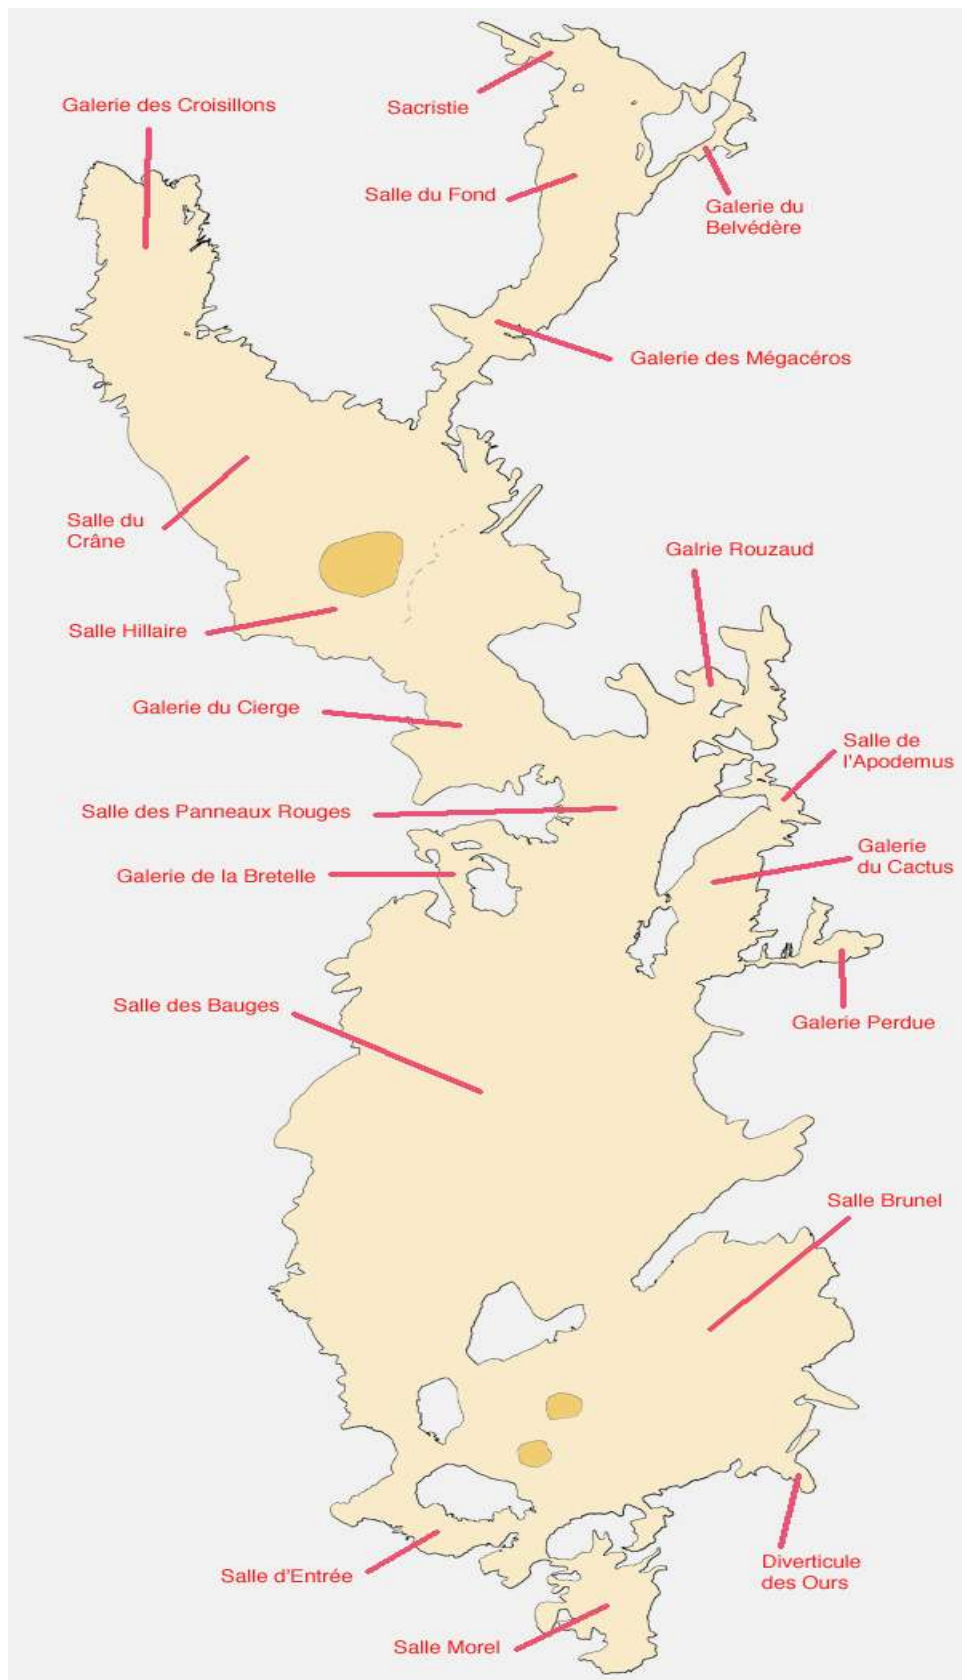 Galerie des Croisillons
Sacristie
Salle du Fond
Galerie du
Belvédère
Galerie des Mégacéros
Salle du
Crâne
Galrie Rouzaud
Salle Hillaire
Galerie du Cierge
Salle de
l'Apodemus
Salle des Panneaux Rouges
Galerie
du Cactus
Galerie de la Bretelle
Salle des Bauges
Galerie Perdue
Salle Brunel
Diverticule
des Ours
Salle d'Entrée
Salle Morel